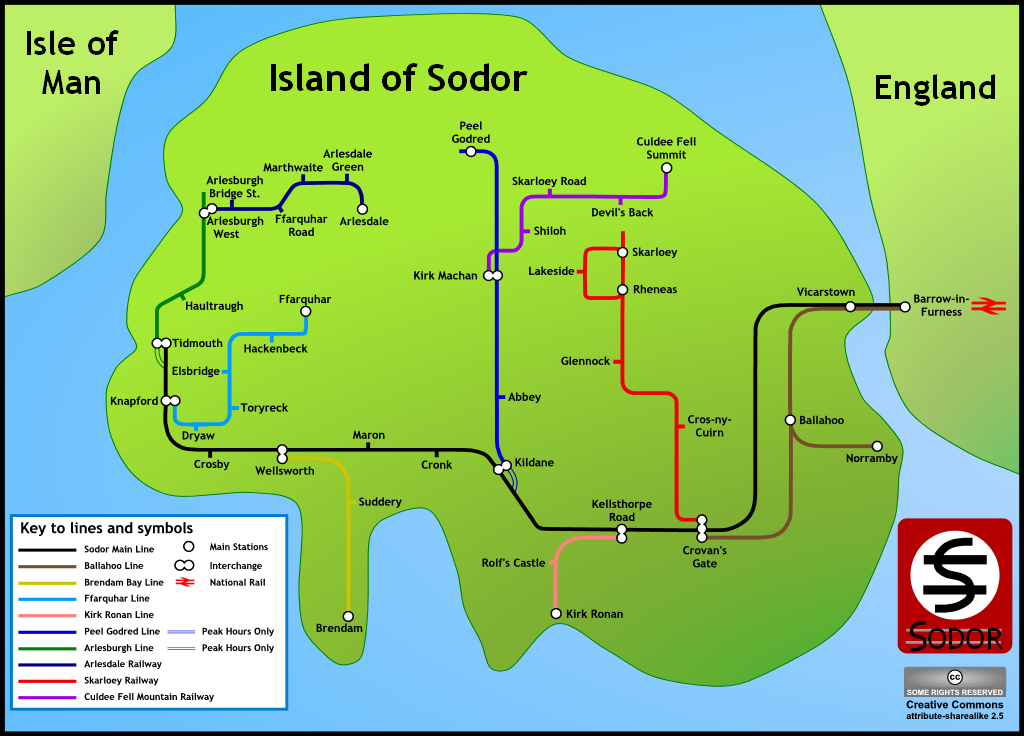 Isle of
Man
Island of Sodor
England
Peel
Godred
Culdee Fell
Summit
Arlesdale
Green
Marthwaite
Arlesburgh
Bridge St.
Skarloey Road
Devil's Back
Arlesburgh
West
Ffarquhar
Road
Arlesdale
Shiloh
Skarloey
Kirk Machan
Lakeside
Rheneas
Vicarstown
Barrow-in-
Furness
Haultraugh
Ffarquhar
Tidmouth
Hackenbeck
Elsbridge
Glennock
Knapford
Toryreck
Abbey
Dryaw
Cros-ny-
Cuirn
Ballahoo
Maron
Crosby
Wellsworth
Cronk
Kildane
Norramby
Suddery
Kellsthorpe
Road
Crovan's
Gate
Rolf's Castle
Kirk Ronan
Brendam
Key to lines and symbols
Sodor Main Line
Main Stations
Ballahoo Line
Interchange
Brendam Bay Line
National Rail
Ffarquhar Line
Kirk Ronan Line
Peel Godred Line
Peak Hours Only
Arlesburgh Line
Peak Hours Only
Arlesdale Railway
Skarloey Railway
Culdee Fell Mountain Railway
SODOR
cc
SOME RIGHTS RESERVED
Creative Commons
attribute-sharealike 2.5